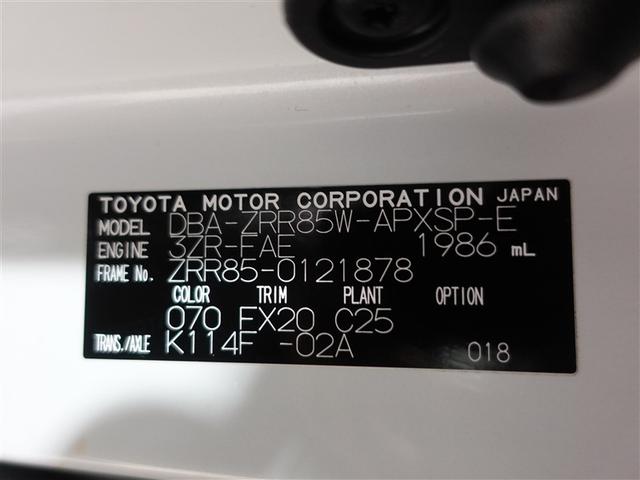 TOYOTA MOTOR CORPORATION JAPAN
MODEL DBA-ZRR85W-APXSP-E
ENGINE 3ZR-FAE 1986 mL
FRAME No. ZRR85-0121878
COLOR TRIM PLANT OPTION
070 FX20 C25
TRANS./AXLE K114F -02A 018